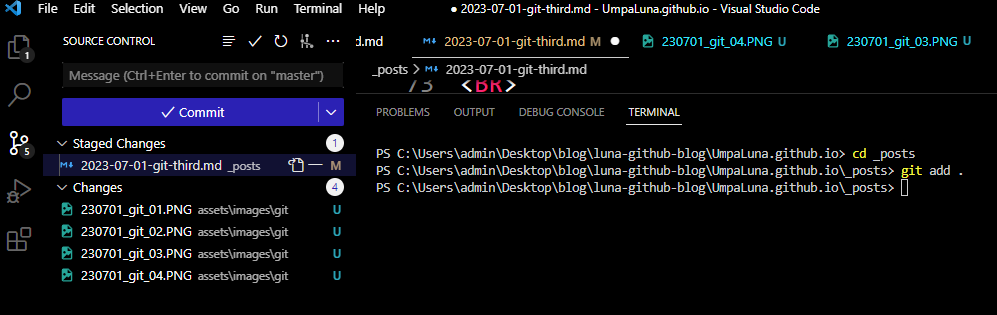 File Edit Selection View Go Run Terminal Help
2023-07-01-git-third.md - UmpaLuna.github.io - Visual Studio Code
1
5
SOURCE CONTROL
Message (Ctrl+Enter to commit on "master")
Commit
Staged Changes 1
2023-07-01-git-third.md _posts M
Changes 4
230701_git_01.PNG assets\images\git U
230701_git_02.PNG assets\images\git U
230701_git_03.PNG assets\images\git U
230701_git_04.PNG assets\images\git U
d.md 2023-07-01-git-third.md M 230701_git_04.PNG U 230701_git_03.PNG U
_posts > 2023-07-01-git-third.md
73 <BR>
PROBLEMS OUTPUT DEBUG CONSOLE TERMINAL
PS C:\Users\admin\Desktop\blog\luna-github-blog\UmpaLuna.github.io> cd _posts
PS C:\Users\admin\Desktop\blog\luna-github-blog\UmpaLuna.github.io\_posts> git add .
PS C:\Users\admin\Desktop\blog\luna-github-blog\UmpaLuna.github.io\_posts>